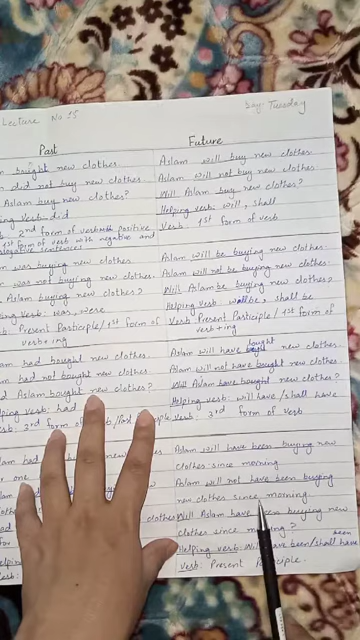 Lecture No 15
Day: Tuesday
Past
Future
bought new clothes.
did not buy new clothes.
Aslam buy new clothes?
Verb: did
2nd form of verb with positive
1st form of verb with negative and
sentences
was buying new clothes.
was not buying new clothes.
Aslam buying new clothes?
Verb: was, were
Present Participle/1st form of
verb+ing
had bought new clothes.
had not bought new clothes.
Aslam bought new clothes?
Verb: had
3rd form of
Aslam will buy new clothes.
Aslam will not buy new clothes.
Will Aslam buy new clothes?
Helping verb: will, shall
Verb: 1st form of verb
Aslam will be buying new clothes.
Aslam will not be buying new clothes.
Will Aslam be buying new clothes?
Helping verb will be, shall be
Verb Present Participle/1st form of
verb+ing
Aslam will have bought new clothes.
Aslam will not have bought new clothes.
Will Aslam have bought new clothes?
Helping verb: will have/shall have
Verb: 3rd form of verb
Aslam will have been buying new
clothes since morning
Aslam will not have been buying
new clothes since morning.
Will Aslam have been buying new
clothes since morning?
Helping verb: Will have been/shall have been
Verb: Present Participle.